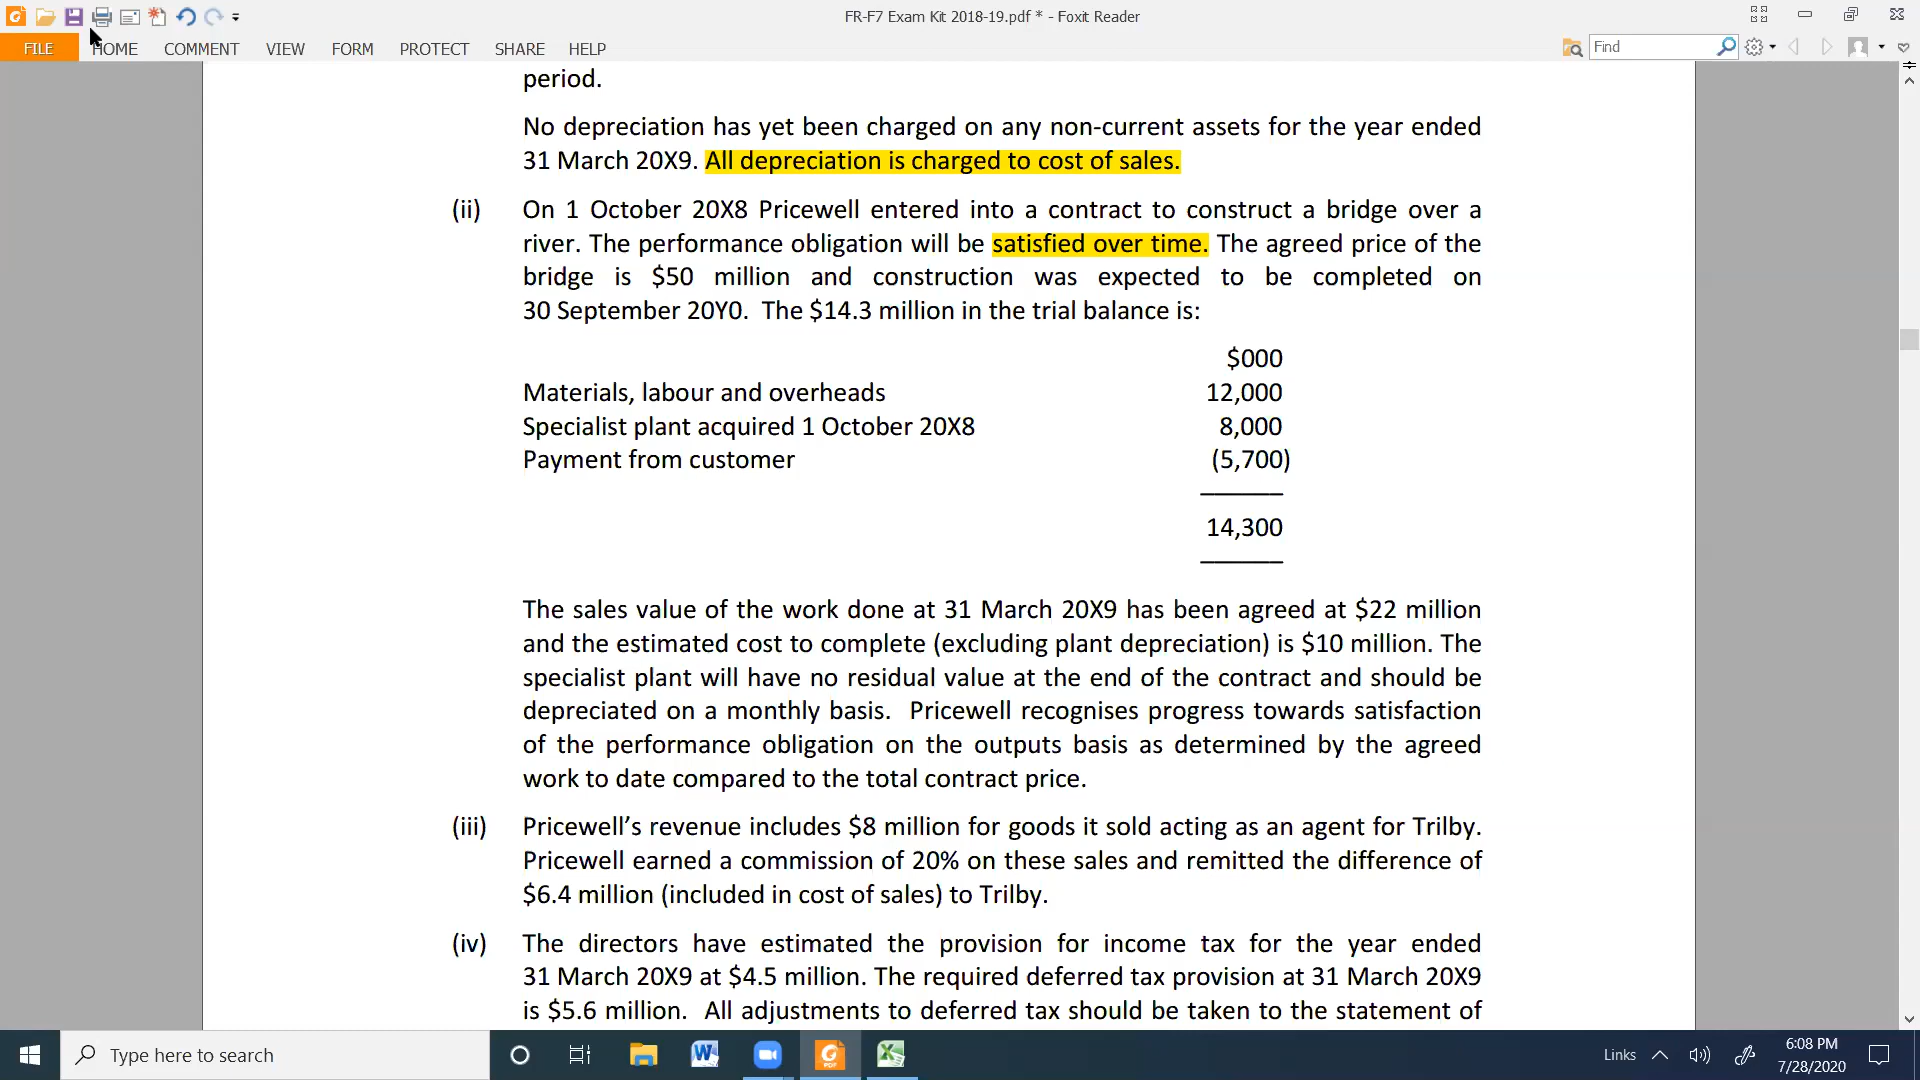 FR-F7 Exam Kit 2018-19.pdf * - Foxit Reader
FILE HOME COMMENT VIEW FORM PROTECT SHARE HELP Find
period.
No depreciation has yet been charged on any non-current assets for the year ended
31 March 20X9. All depreciation is charged to cost of sales.
(ii) On 1 October 20X8 Pricewell entered into a contract to construct a bridge over a
river. The performance obligation will be satisfied over time. The agreed price of the
bridge is $50 million and construction was expected to be completed on
30 September 20Y0. The $14.3 million in the trial balance is:
$000
Materials, labour and overheads 12,000
Specialist plant acquired 1 October 20X8 8,000
Payment from customer (5,700)
14,300
The sales value of the work done at 31 March 20X9 has been agreed at $22 million
and the estimated cost to complete (excluding plant depreciation) is $10 million. The
specialist plant will have no residual value at the end of the contract and should be
depreciated on a monthly basis. Pricewell recognises progress towards satisfaction
of the performance obligation on the outputs basis as determined by the agreed
work to date compared to the total contract price.
(iii) Pricewell’s revenue includes $8 million for goods it sold acting as an agent for Trilby.
Pricewell earned a commission of 20% on these sales and remitted the difference of
$6.4 million (included in cost of sales) to Trilby.
(iv) The directors have estimated the provision for income tax for the year ended
31 March 20X9 at $4.5 million. The required deferred tax provision at 31 March 20X9
is $5.6 million. All adjustments to deferred tax should be taken to the statement of
Type here to search Links 6:08 PM
7/28/2020